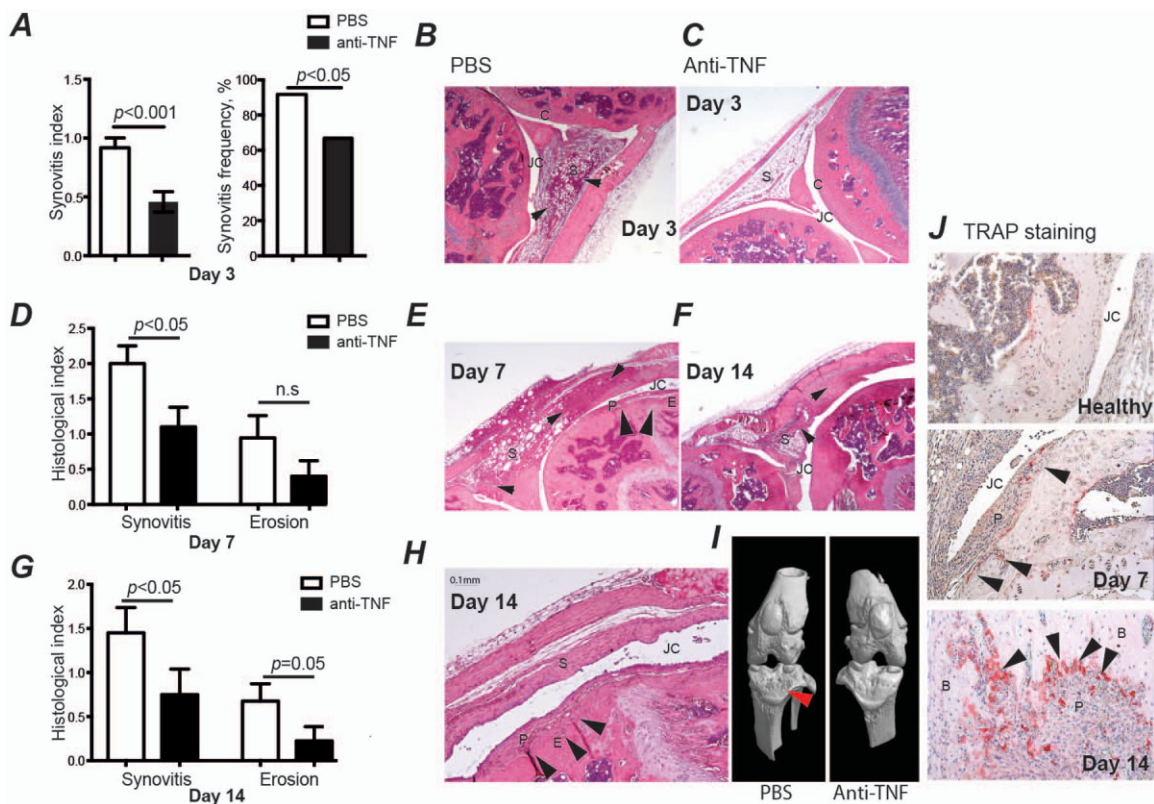 A
PBS
anti-TNF
Synovitis index
1.5
1.0
0.5
0.0
p<0.001
Synovitis frequency, %
100
80
60
40
20
0
p<0.05
Day 3
B
PBS
C
JC
S
Day 3
C
Anti-TNF
Day 3
S
C
JC
D
PBS
anti-TNF
Histological index
2.5
2.0
1.5
1.0
0.5
0.0
p<0.05
n.s
Synovitis
Erosion
Day 7
E
Day 7
JC
P
E
S
F
Day 14
S
JC
G
PBS
anti-TNF
Histological index
2.0
1.5
1.0
0.5
0.0
p<0.05
p=0.05
Synovitis
Erosion
Day 14
H
0.1mm
Day 14
S
JC
P
E
I
PBS
Anti-TNF
J
TRAP staining
JC
Healthy
JC
P
Day 7
B
B
P
Day 14